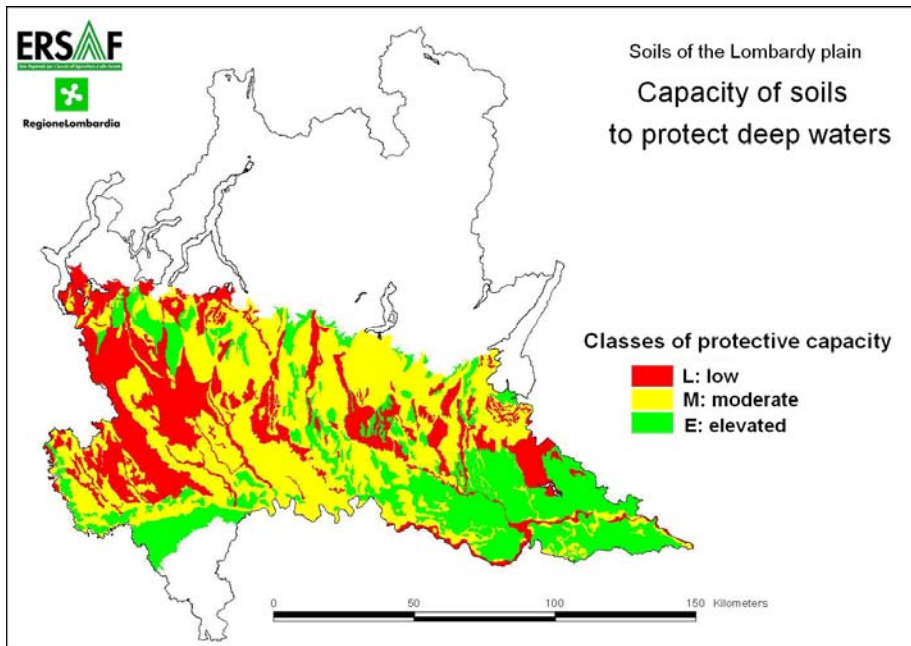 ERSAF
RegioneLombardia
Soils of the Lombardy plain
Capacity of soils
to protect deep waters
Classes of protective capacity
L: low
M: moderate
E: elevated
0 50 100 150 Kilometers